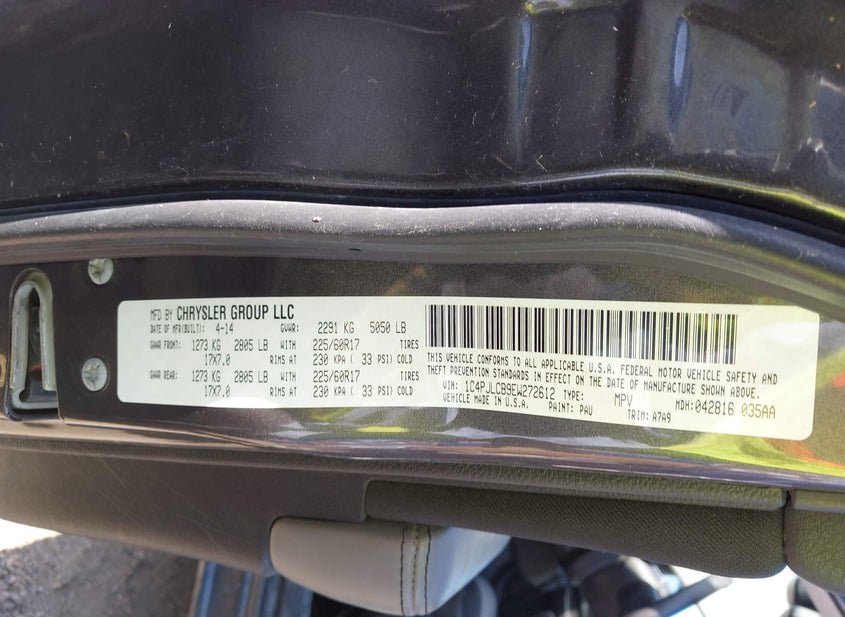 MFD BY CHRYSLER GROUP LLC
DATE OF MFR(BUILT): 4-14 GVWR: 2291 KG 5050 LB
GAWR FRONT: 1273 KG 2805 LB 225/60R17 TIRES
17X7.0 RIMS AT 230 KPA ( 33 PSI) COLD
GAWR REAR: 1273 KG 2805 LB 225/60R17 TIRES
17X7.0 RIMS AT 230 KPA ( 33 PSI) COLD
THIS VEHICLE CONFORMS TO ALL APPLICABLE U.S.A. FEDERAL MOTOR VEHICLE SAFETY AND
THEFT PREVENTION STANDARDS IN EFFECT ON THE DATE OF MANUFACTURE SHOWN ABOVE.
VIN: 1C4PJLCB9EW272612 TYPE: MPV MDH:042816 035AA
VEHICLE MADE IN U.S.A. PAINT: PAU TRIM: A7A9